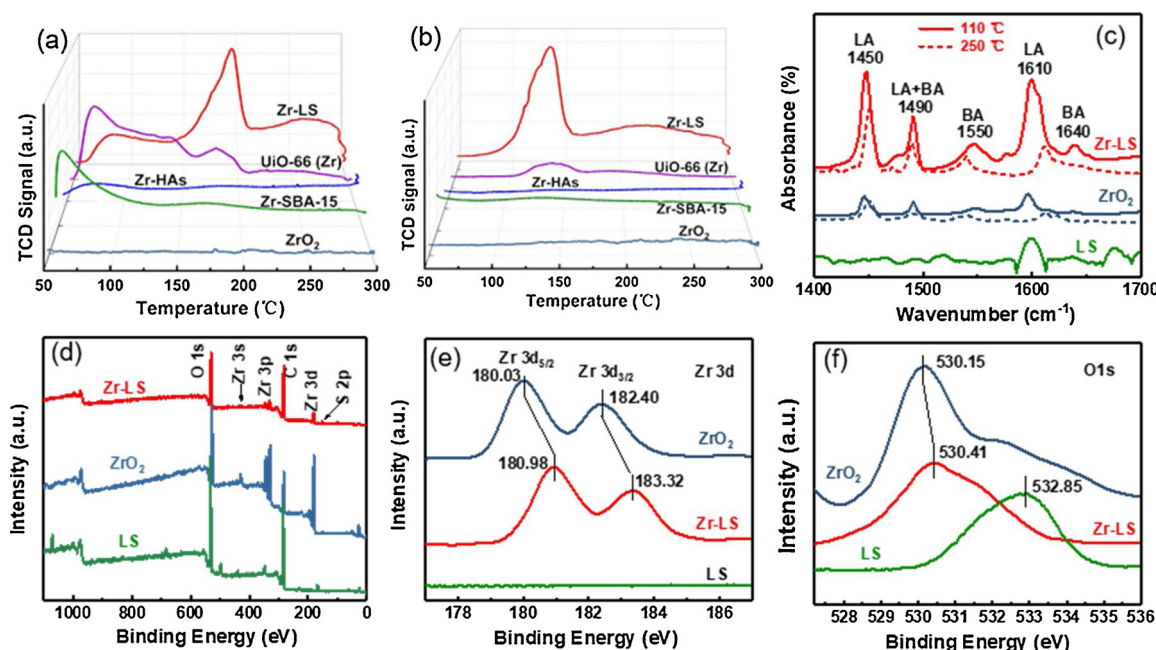 (a)
TCD Signal (a.u.)
Zr-LS
UiO-66 (Zr)
Zr-HAs
Zr-SBA-15
ZrO2
50 100 150 200 250 300
Temperature (℃)
(b)
TCD signal (a.u.)
Zr-LS
UiO-66 (Zr)
Zr-HAs
Zr-SBA-15
ZrO2
50 100 150 200 250 300
Temperature (℃)
(c)
110 ℃
250 ℃
LA
1450
LA+BA
1490
BA
1550
LA
1610
BA
1640
Zr-LS
ZrO2
LS
Absorbance (%)
1400 1500 1600 1700
Wavenumber (cm-1)
(d)
O 1s
Zr 3s
Zr 3p
C 1s
Zr 3d
S 2p
Zr-LS
ZrO2
LS
Intensity (a.u.)
1000 800 600 400 200 0
Binding Energy (eV)
(e)
Zr 3d5/2
180.03
Zr 3d3/2
182.40
Zr 3d
ZrO2
180.98
183.32
Zr-LS
LS
Intensity (a.u.)
178 180 182 184 186
Binding Energy (eV)
(f)
530.15
O1s
530.41
532.85
ZrO2
Zr-LS
LS
Intensity (a.u.)
528 529 530 531 532 533 534 535 536
Binding Energy (eV)